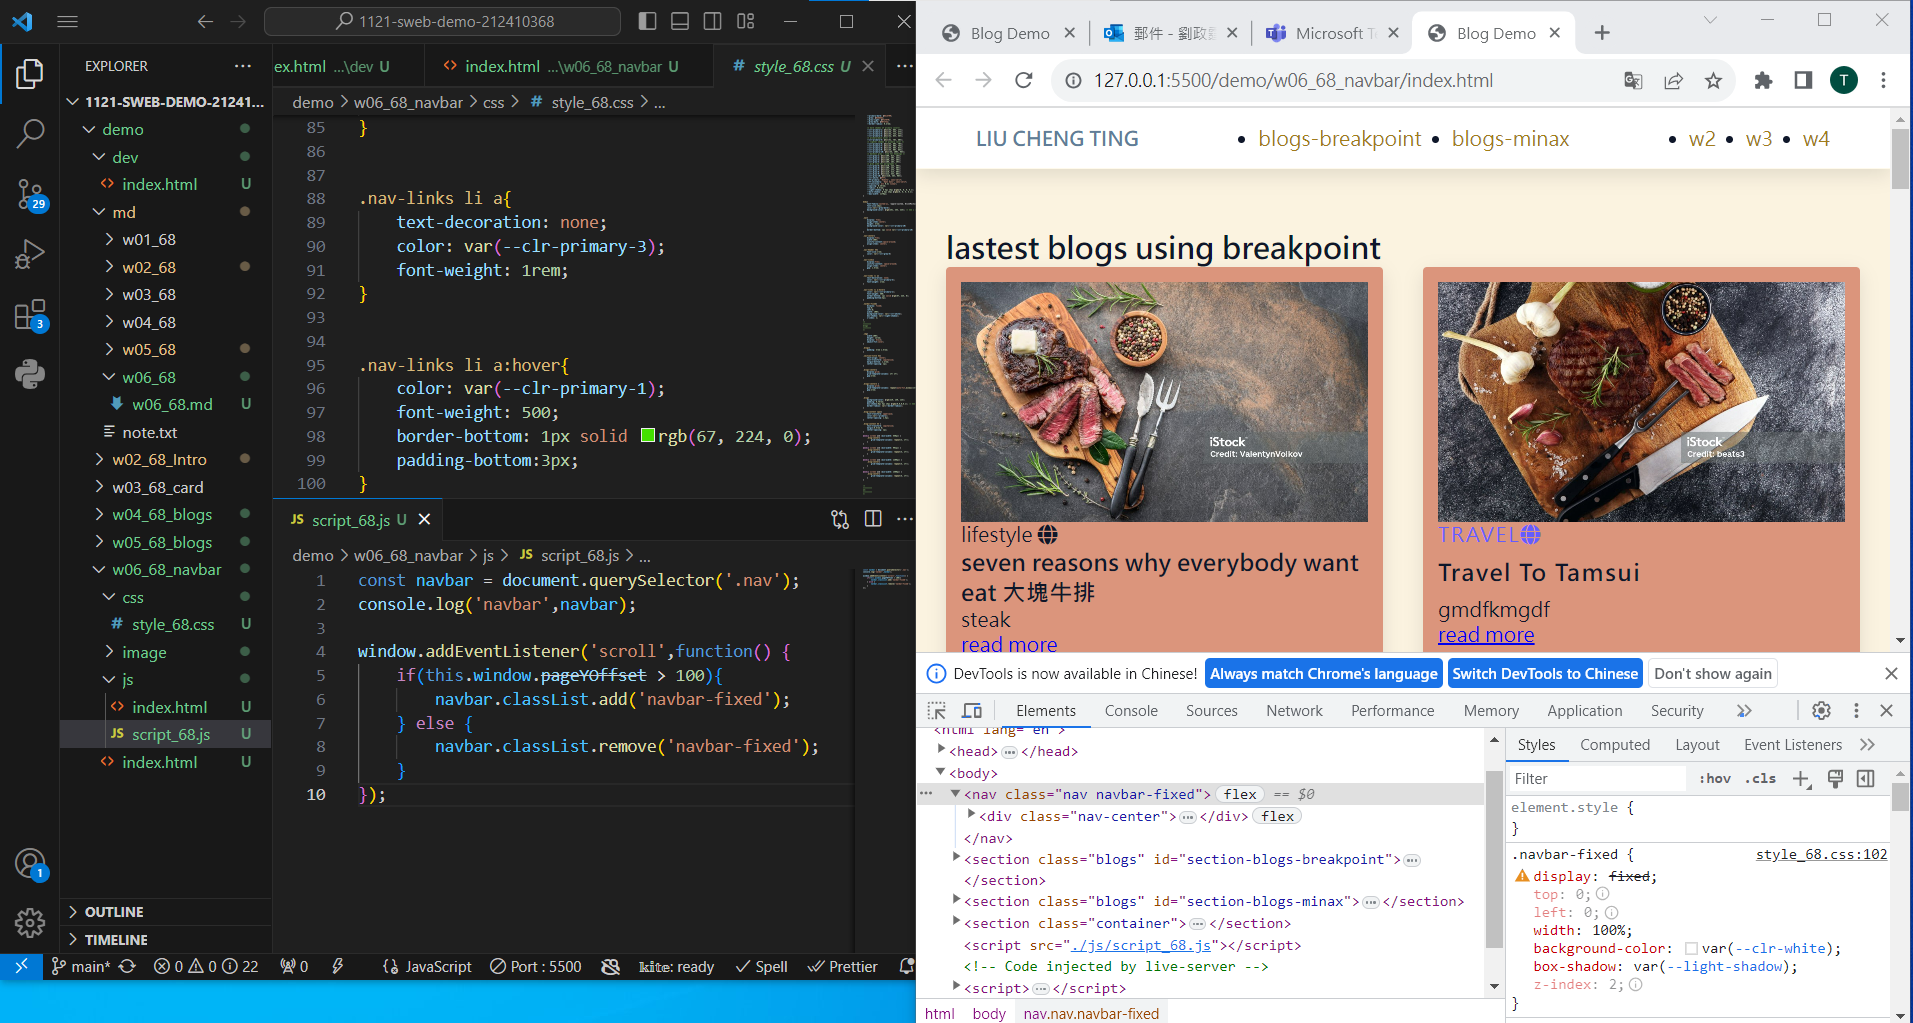 1121-sweb-demo-212410368
EXPLORER
1121-SWEB-DEMO-21241...
demo
dev
index.html U
md
w01_68
w02_68
w03_68
w04_68
w05_68
w06_68
w06_68.md U
note.txt
w02_68_Intro
w03_68_card
w04_68_blogs
w05_68_blogs
w06_68_navbar
css
style_68.css U
image
js
index.html U
script_68.js U
index.html U
OUTLINE
TIMELINE
29
3
1
ex.html ...\dev U
index.html ...\w06_68_navbar U
style_68.css U
demo > w06_68_navbar > css > # style_68.css > ...
85 }
86
87
88 .nav-links li a{
89 text-decoration: none;
90 color: var(--clr-primary-3);
91 font-weight: 1rem;
92 }
93
94
95 .nav-links li a:hover{
96 color: var(--clr-primary-1);
97 font-weight: 500;
98 border-bottom: 1px solid rgb(67, 224, 0);
99 padding-bottom:3px;
100 }
JS script_68.js U
demo > w06_68_navbar > js > JS script_68.js > ...
1 const navbar = document.querySelector('.nav');
2 console.log('navbar',navbar);
3
4 window.addEventListener('scroll',function() {
5 if(this.window.pageYOffset > 100){
6 navbar.classList.add('navbar-fixed');
7 } else {
8 navbar.classList.remove('navbar-fixed');
9 }
10 });
main* 0 0 22 0 JavaScript Port : 5500 kite: ready Spell Prettier
Blog Demo
郵件 - 劉政
Microsoft T
Blog Demo
127.0.0.1:5500/demo/w06_68_navbar/index.html
T
LIU CHENG TING • blogs-breakpoint • blogs-minax • w2 • w3 • w4
lastest blogs using breakpoint
iStock
Credit: ValentynVolkov
lifestyle
seven reasons why everybody want
eat 大塊牛排
steak
read more
iStock
Credit: beats3
TRAVEL
Travel To Tamsui
gmdfkmgdf
read more
DevTools is now available in Chinese! Always match Chrome's language Switch DevTools to Chinese Don't show again
Elements Console Sources Network Performance Memory Application Security
<html lang="en">
<head> ... </head>
<body>
<nav class="nav navbar-fixed"> flex == $0
<div class="nav-center"> ... </div> flex
</nav>
<section class="blogs" id="section-blogs-breakpoint"> ...
</section>
<section class="blogs" id="section-blogs-minax"> ... </section>
<section class="container"> ... </section>
<script src="./js/script_68.js"></script>
<!-- Code injected by live-server -->
<script> ... </script>
html body nav.nav.navbar-fixed
Styles Computed Layout Event Listeners
Filter :hov .cls
element.style {
}
.navbar-fixed { style_68.css:102
display: fixed;
top: 0;
left: 0;
width: 100%;
background-color: var(--clr-white);
box-shadow: var(--light-shadow);
z-index: 2;
}